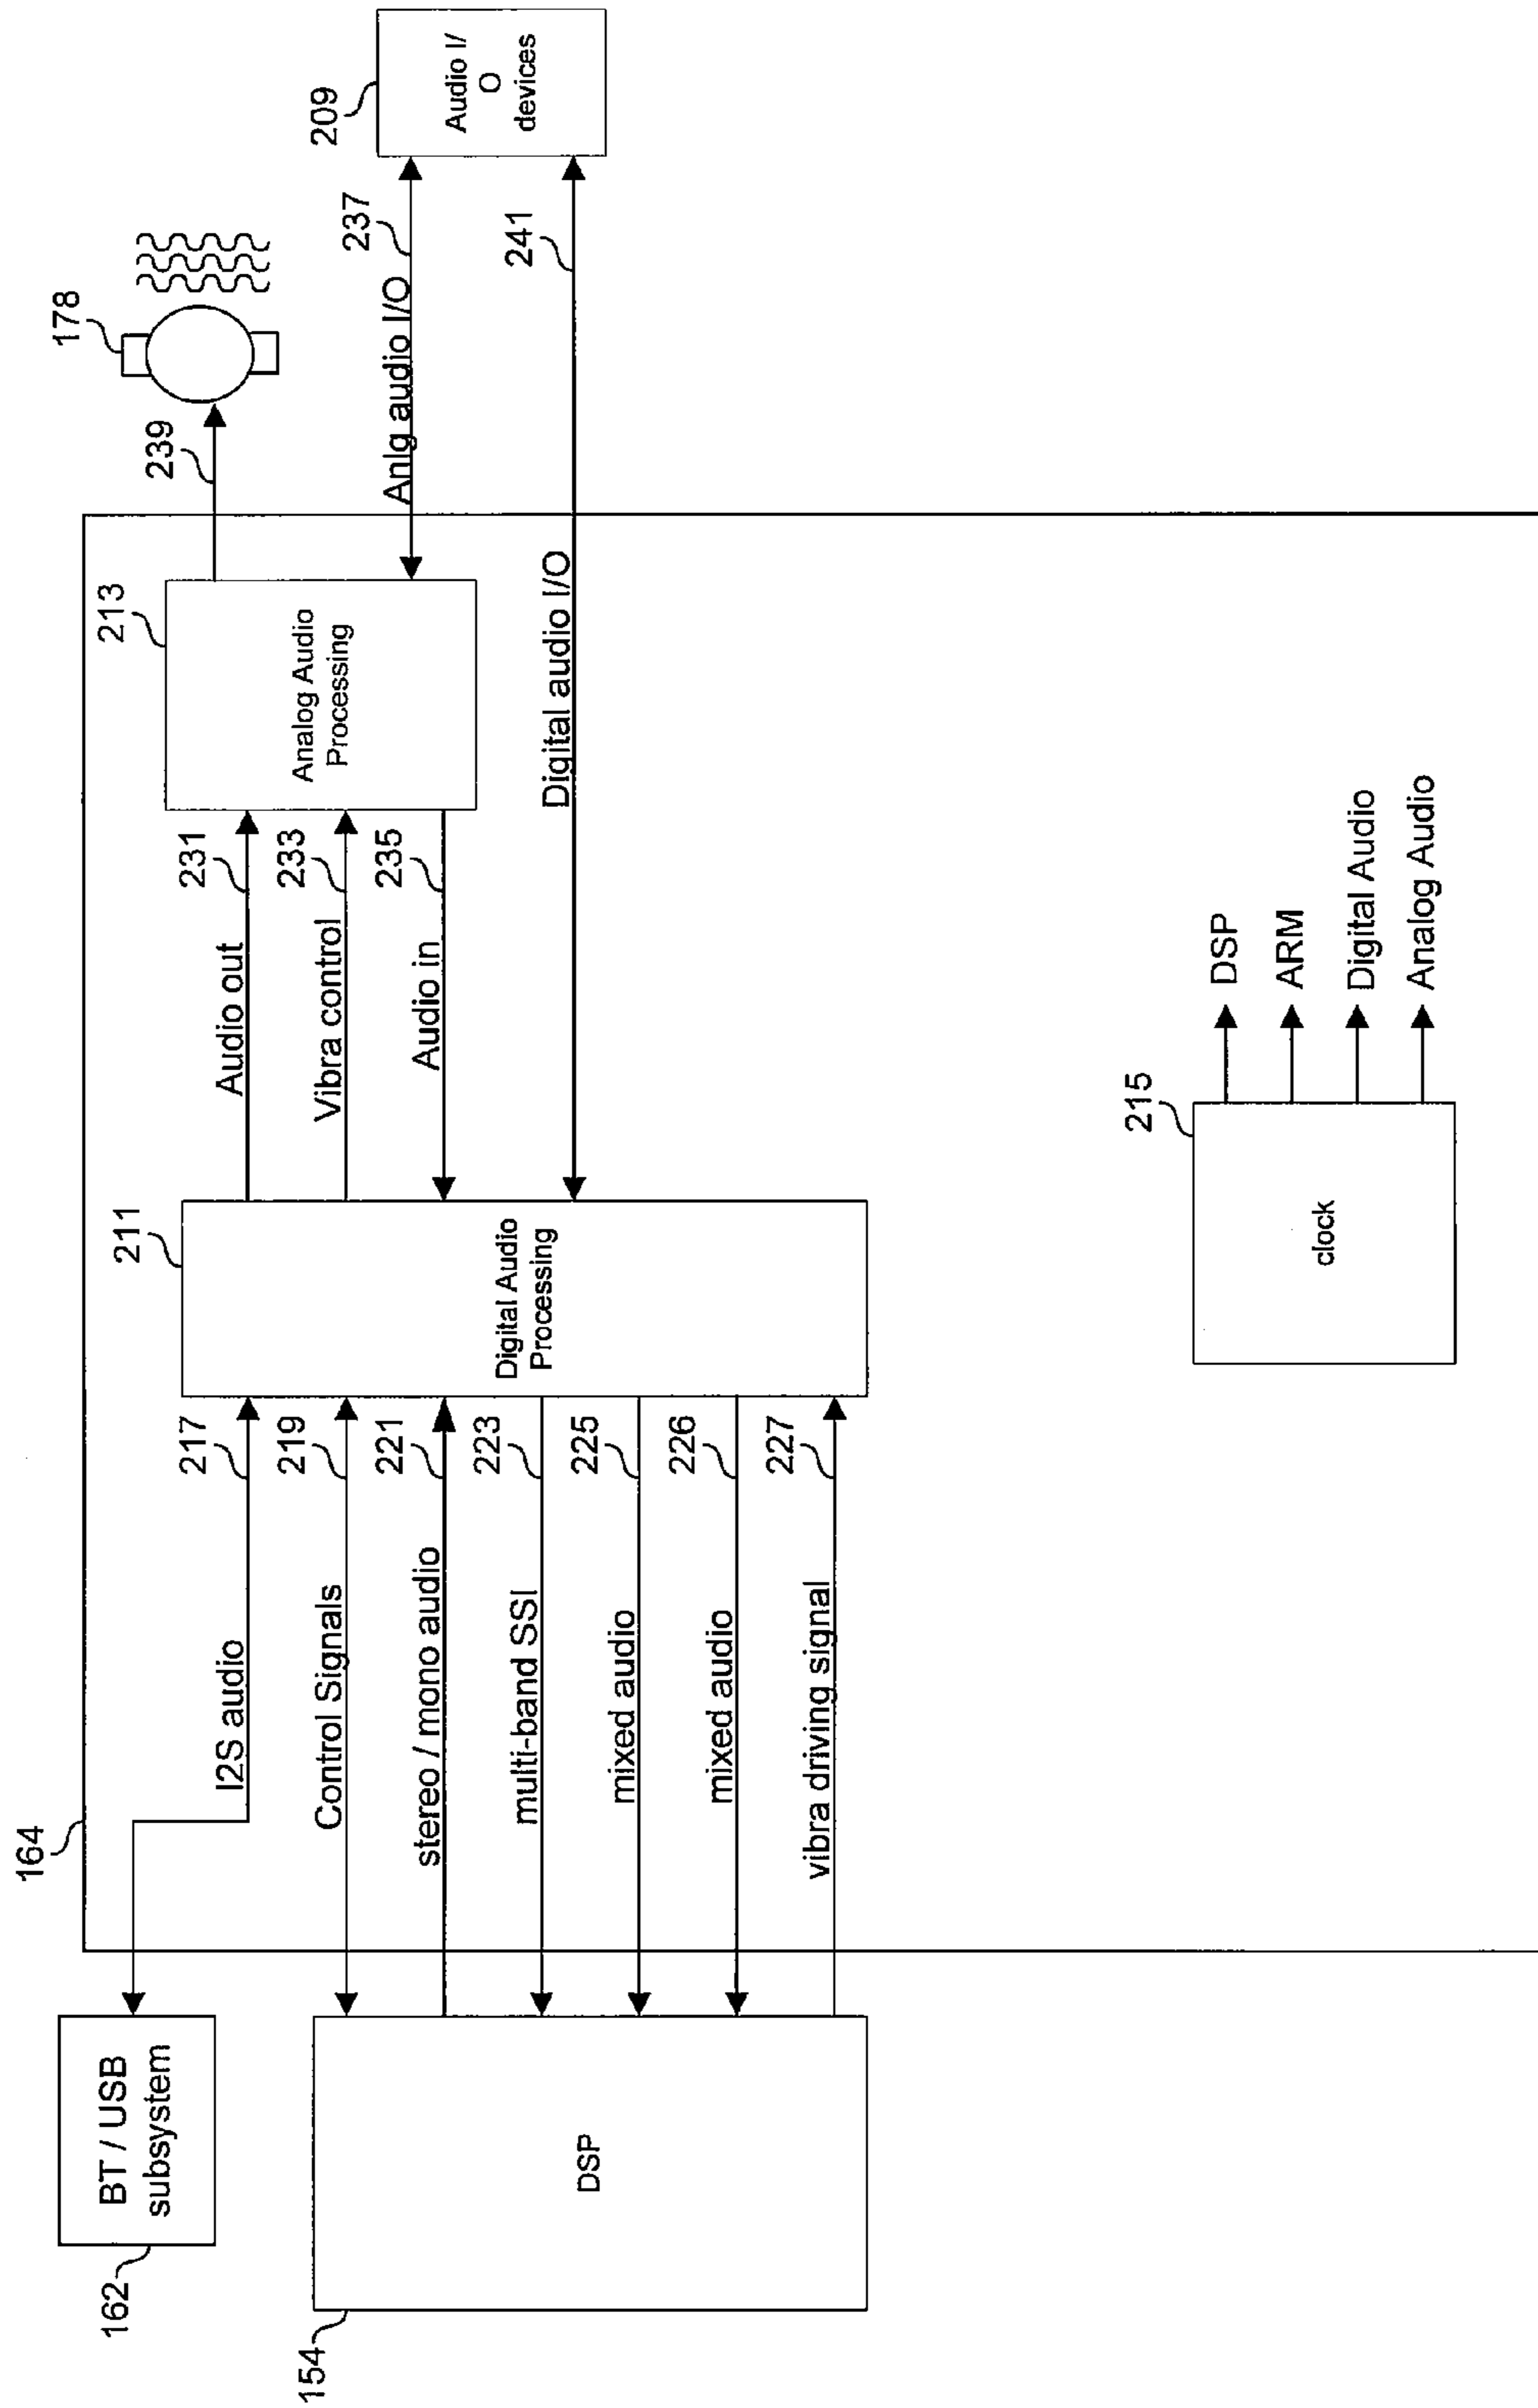 164
BT / USB
subsystem
162
I2S audio
217
Control Signals
219
stereo / mono audio
221
multi-band SSI
223
mixed audio
225
mixed audio
226
vibra driving signal
227
DSP
154
211
Digital Audio
Processing
Audio out
231
Vibra control
233
Audio in
235
213
Analog Audio
Processing
239
178
Anlg audio I/O
237
Digital audio I/O
241
209
Audio I/
O
devices
215
clock
DSP
ARM
Digital Audio
Analog Audio